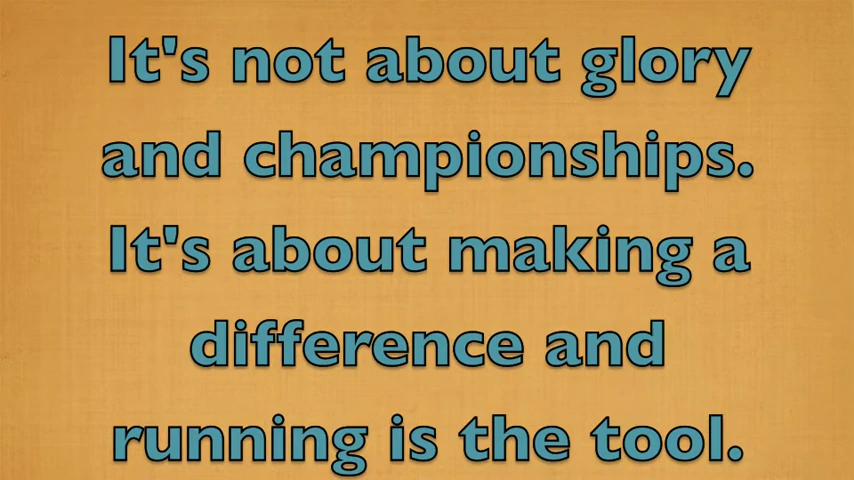 It's not about glory
and championships.
It's about making a
difference and
running is the tool.